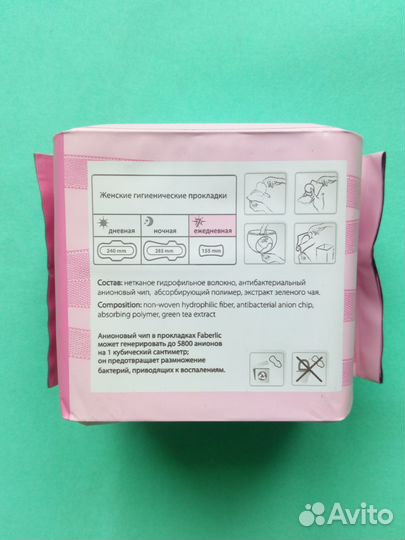 Женские гигиенические прокладки
дневная ночная ежедневная
240 mm 285 mm 155 mm
Состав: нетканое гидрофильное волокно, антибактериальный
анионовый чип, абсорбирующий полимер, экстракт зеленого чая.
Composition: non-woven hydrophilic fiber, antibacterial anion chip,
absorbing polymer, green tea extract
Анионовый чип в прокладках Faberlic
может генерировать до 5800 анионов
на 1 кубический сантиметр;
он предотвращает размножение
бактерий, приводящих к воспалениям.
Avito